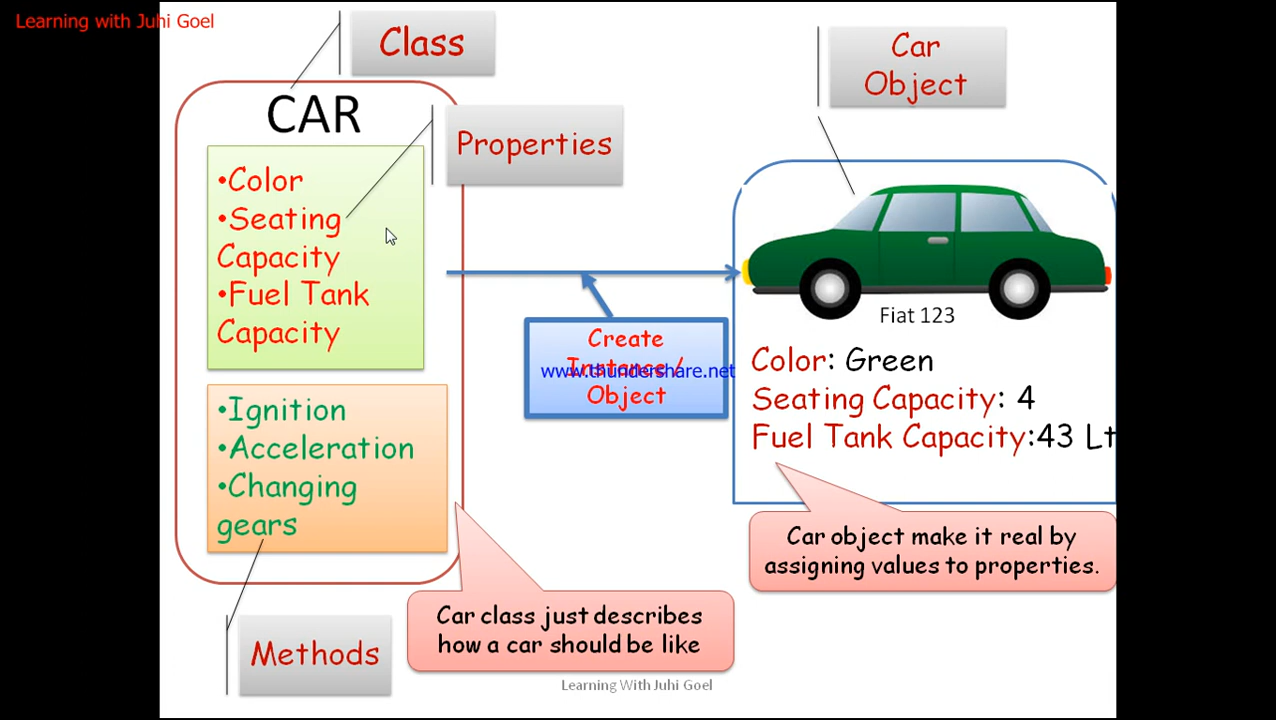 Learning with Juhi Goel
Class
CAR
Properties
•Color
•Seating
Capacity
•Fuel Tank
Capacity
•Ignition
•Acceleration
•Changing
gears
Methods
Car class just describes
how a car should be like
Create
Instance /
Object
www.thundershare.net
Car
Object
Fiat 123
Color: Green
Seating Capacity: 4
Fuel Tank Capacity:43 Lt
Car object make it real by
assigning values to properties.
Learning With Juhi Goel